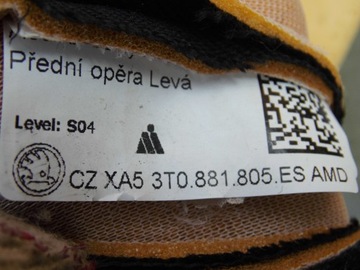 Přední opěra Levá
Level: S04
CZ XA5 3T0.881.805.ES AMD